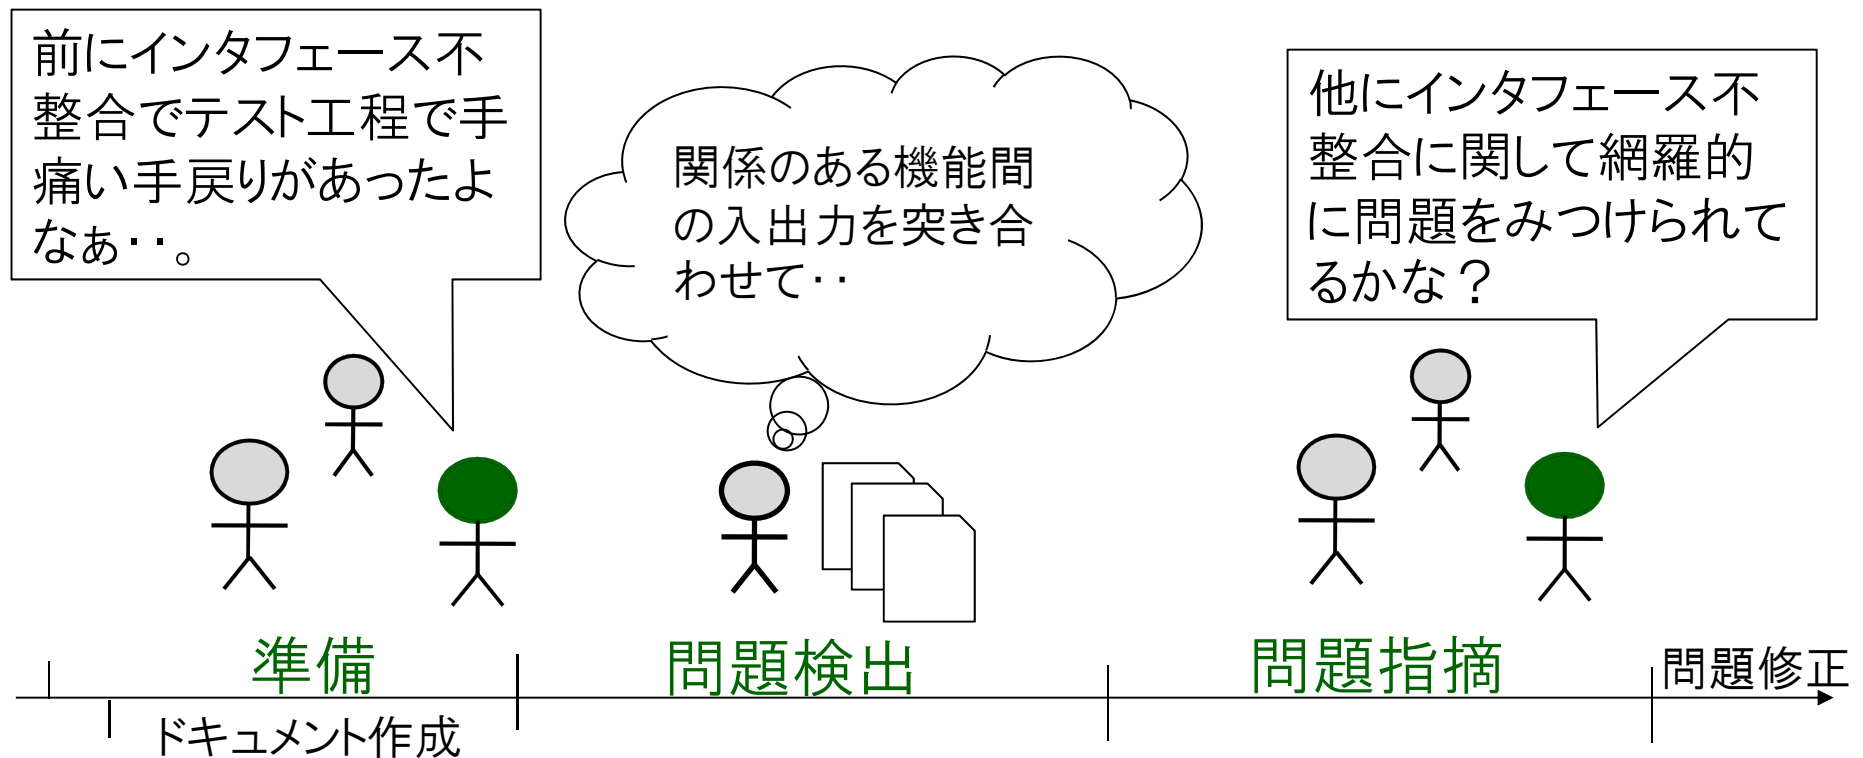 前にインタフェース不
整合でテスト工程で手
痛い手戻りがあったよ
なぁ・・。
関係のある機能間
の入出力を突き合
わせて・・
他にインタフェース不
整合に関して網羅的
に問題をみつけられて
るかな？
準備
問題検出
問題指摘
問題修正
ドキュメント作成